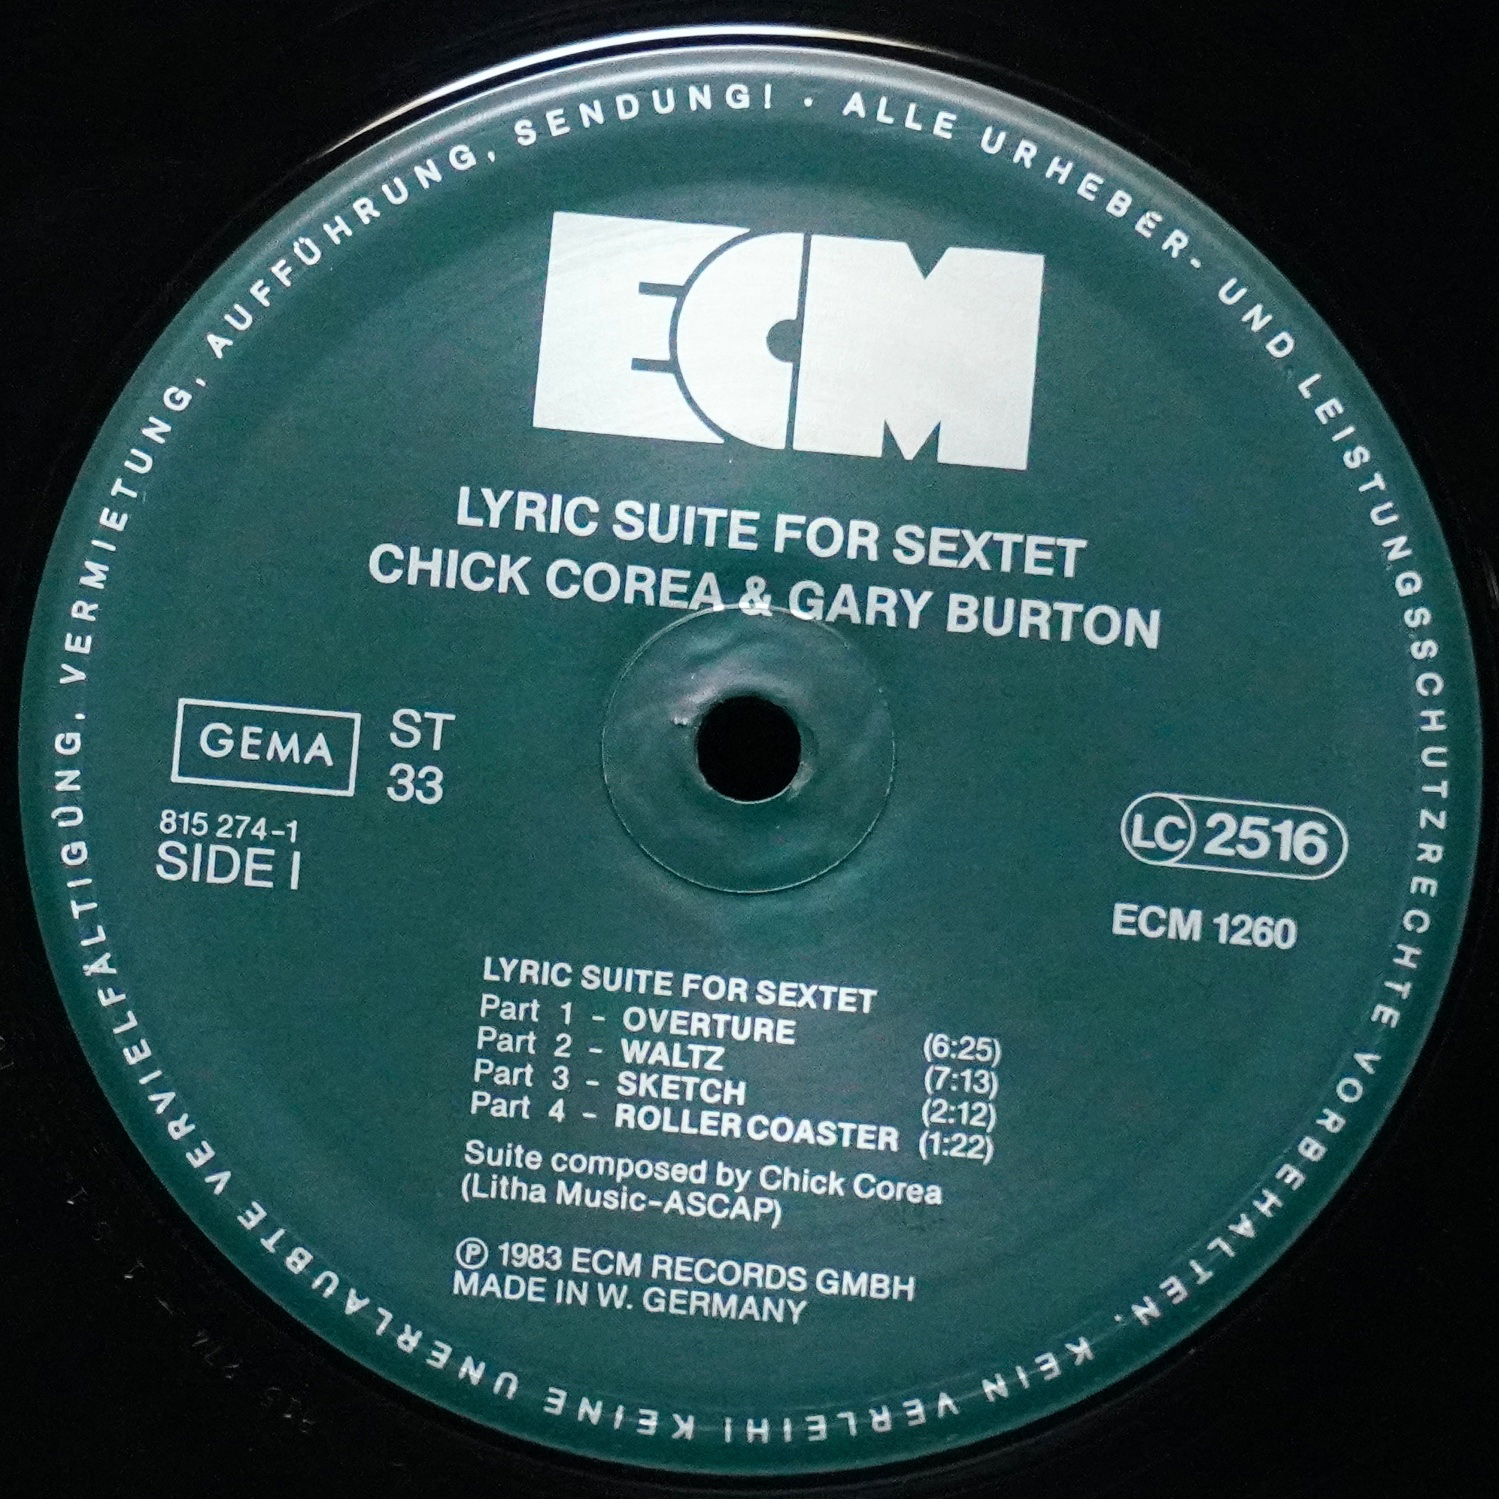 ALLE URHEBER- UND LEISTUNGSSCHUTZRECHTE VORBEHALTEN. KEIN VERLEIH! KEINE UNERLAUBTE VERVIELFÄLTIGUNG, VERMIETUNG, AUFFÜHRUNG, SENDUNG! •
ECM
LYRIC SUITE FOR SEXTET
CHICK COREA & GARY BURTON
GEMA
ST
33
815 274-1
SIDE I
LC 2516
ECM 1260
LYRIC SUITE FOR SEXTET
Part 1 - OVERTURE (6:25)
Part 2 - WALTZ (7:13)
Part 3 - SKETCH (2:12)
Part 4 - ROLLER COASTER (1:22)
Suite composed by Chick Corea
(Litha Music-ASCAP)
℗ 1983 ECM RECORDS GMBH
MADE IN W. GERMANY